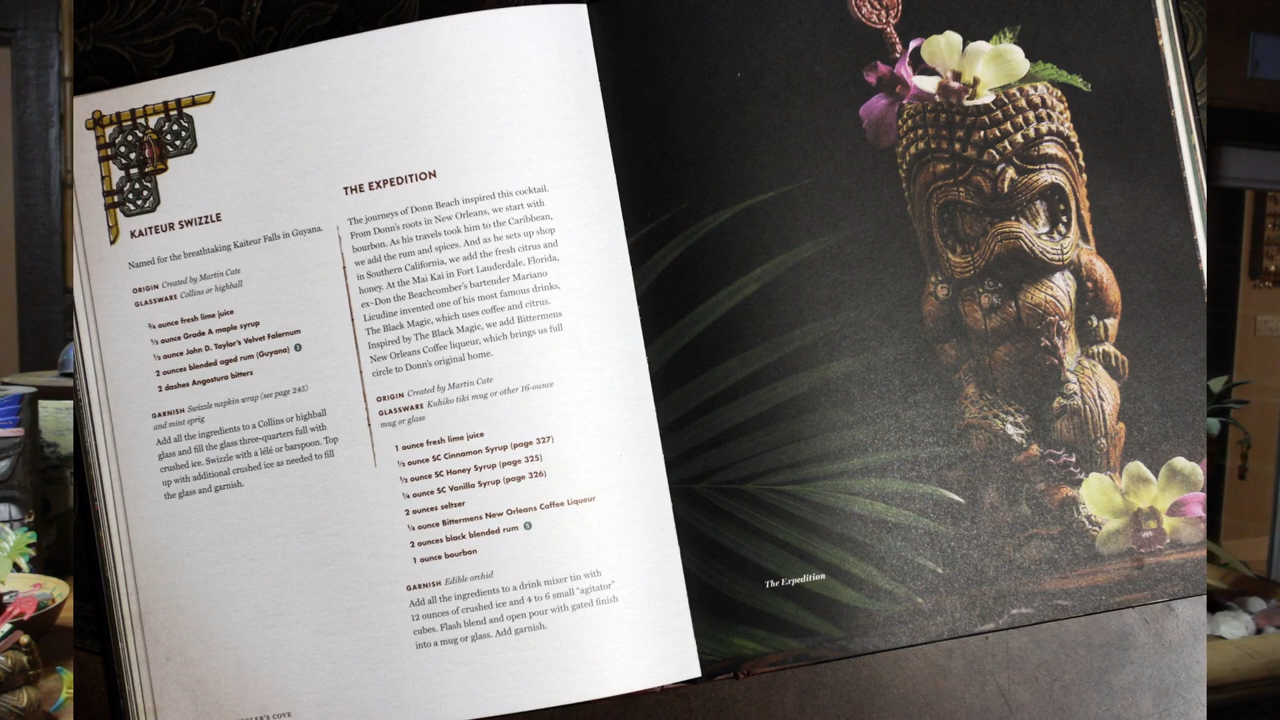 KAITEUR SWIZZLE
Named for the breathtaking Kaiteur Falls in Guyana.
ORIGIN Created by Martin Cate
GLASSWARE Collins or highball
¾ ounce fresh lime juice
½ ounce Grade A maple syrup
½ ounce John D. Taylor's Velvet Falernum
2 ounces blended aged rum (Guyana)
2 dashes Angostura bitters
GARNISH Swizzle napkin wrap (see page 245)
and mint sprig
Add all the ingredients to a Collins or highball
glass and fill the glass three-quarters full with
crushed ice. Swizzle with a lélé or barspoon. Top
up with additional crushed ice as needed to fill
the glass and garnish.
THE EXPEDITION
The journeys of Donn Beach inspired this cocktail.
From Donn's roots in New Orleans, we start with
bourbon. As his travels took him to the Caribbean,
we add the rum and spices. And as he sets up shop
in Southern California, we add the fresh citrus and
honey. At the Mai Kai in Fort Lauderdale, Florida,
ex–Don the Beachcomber's bartender Mariano
Licudine invented one of his most famous drinks,
The Black Magic, which uses coffee and citrus.
Inspired by The Black Magic, we add Bittermens
New Orleans Coffee liqueur, which brings us full
circle to Donn's original home.
ORIGIN Created by Martin Cate
GLASSWARE Kuhiko tiki mug or other 16-ounce
mug or glass
1 ounce fresh lime juice
½ ounce SC Cinnamon Syrup (page 327)
½ ounce SC Honey Syrup (page 325)
¼ ounce SC Vanilla Syrup (page 326)
2 ounces seltzer
¼ ounce Bittermens New Orleans Coffee Liqueur
2 ounces black blended rum
1 ounce bourbon
GARNISH Edible orchid
Add all the ingredients to a drink mixer tin with
12 ounces of crushed ice and 4 to 6 small "agitator"
cubes. Flash blend and open pour with gated finish
into a mug or glass. Add garnish.
The Expedition
COVE